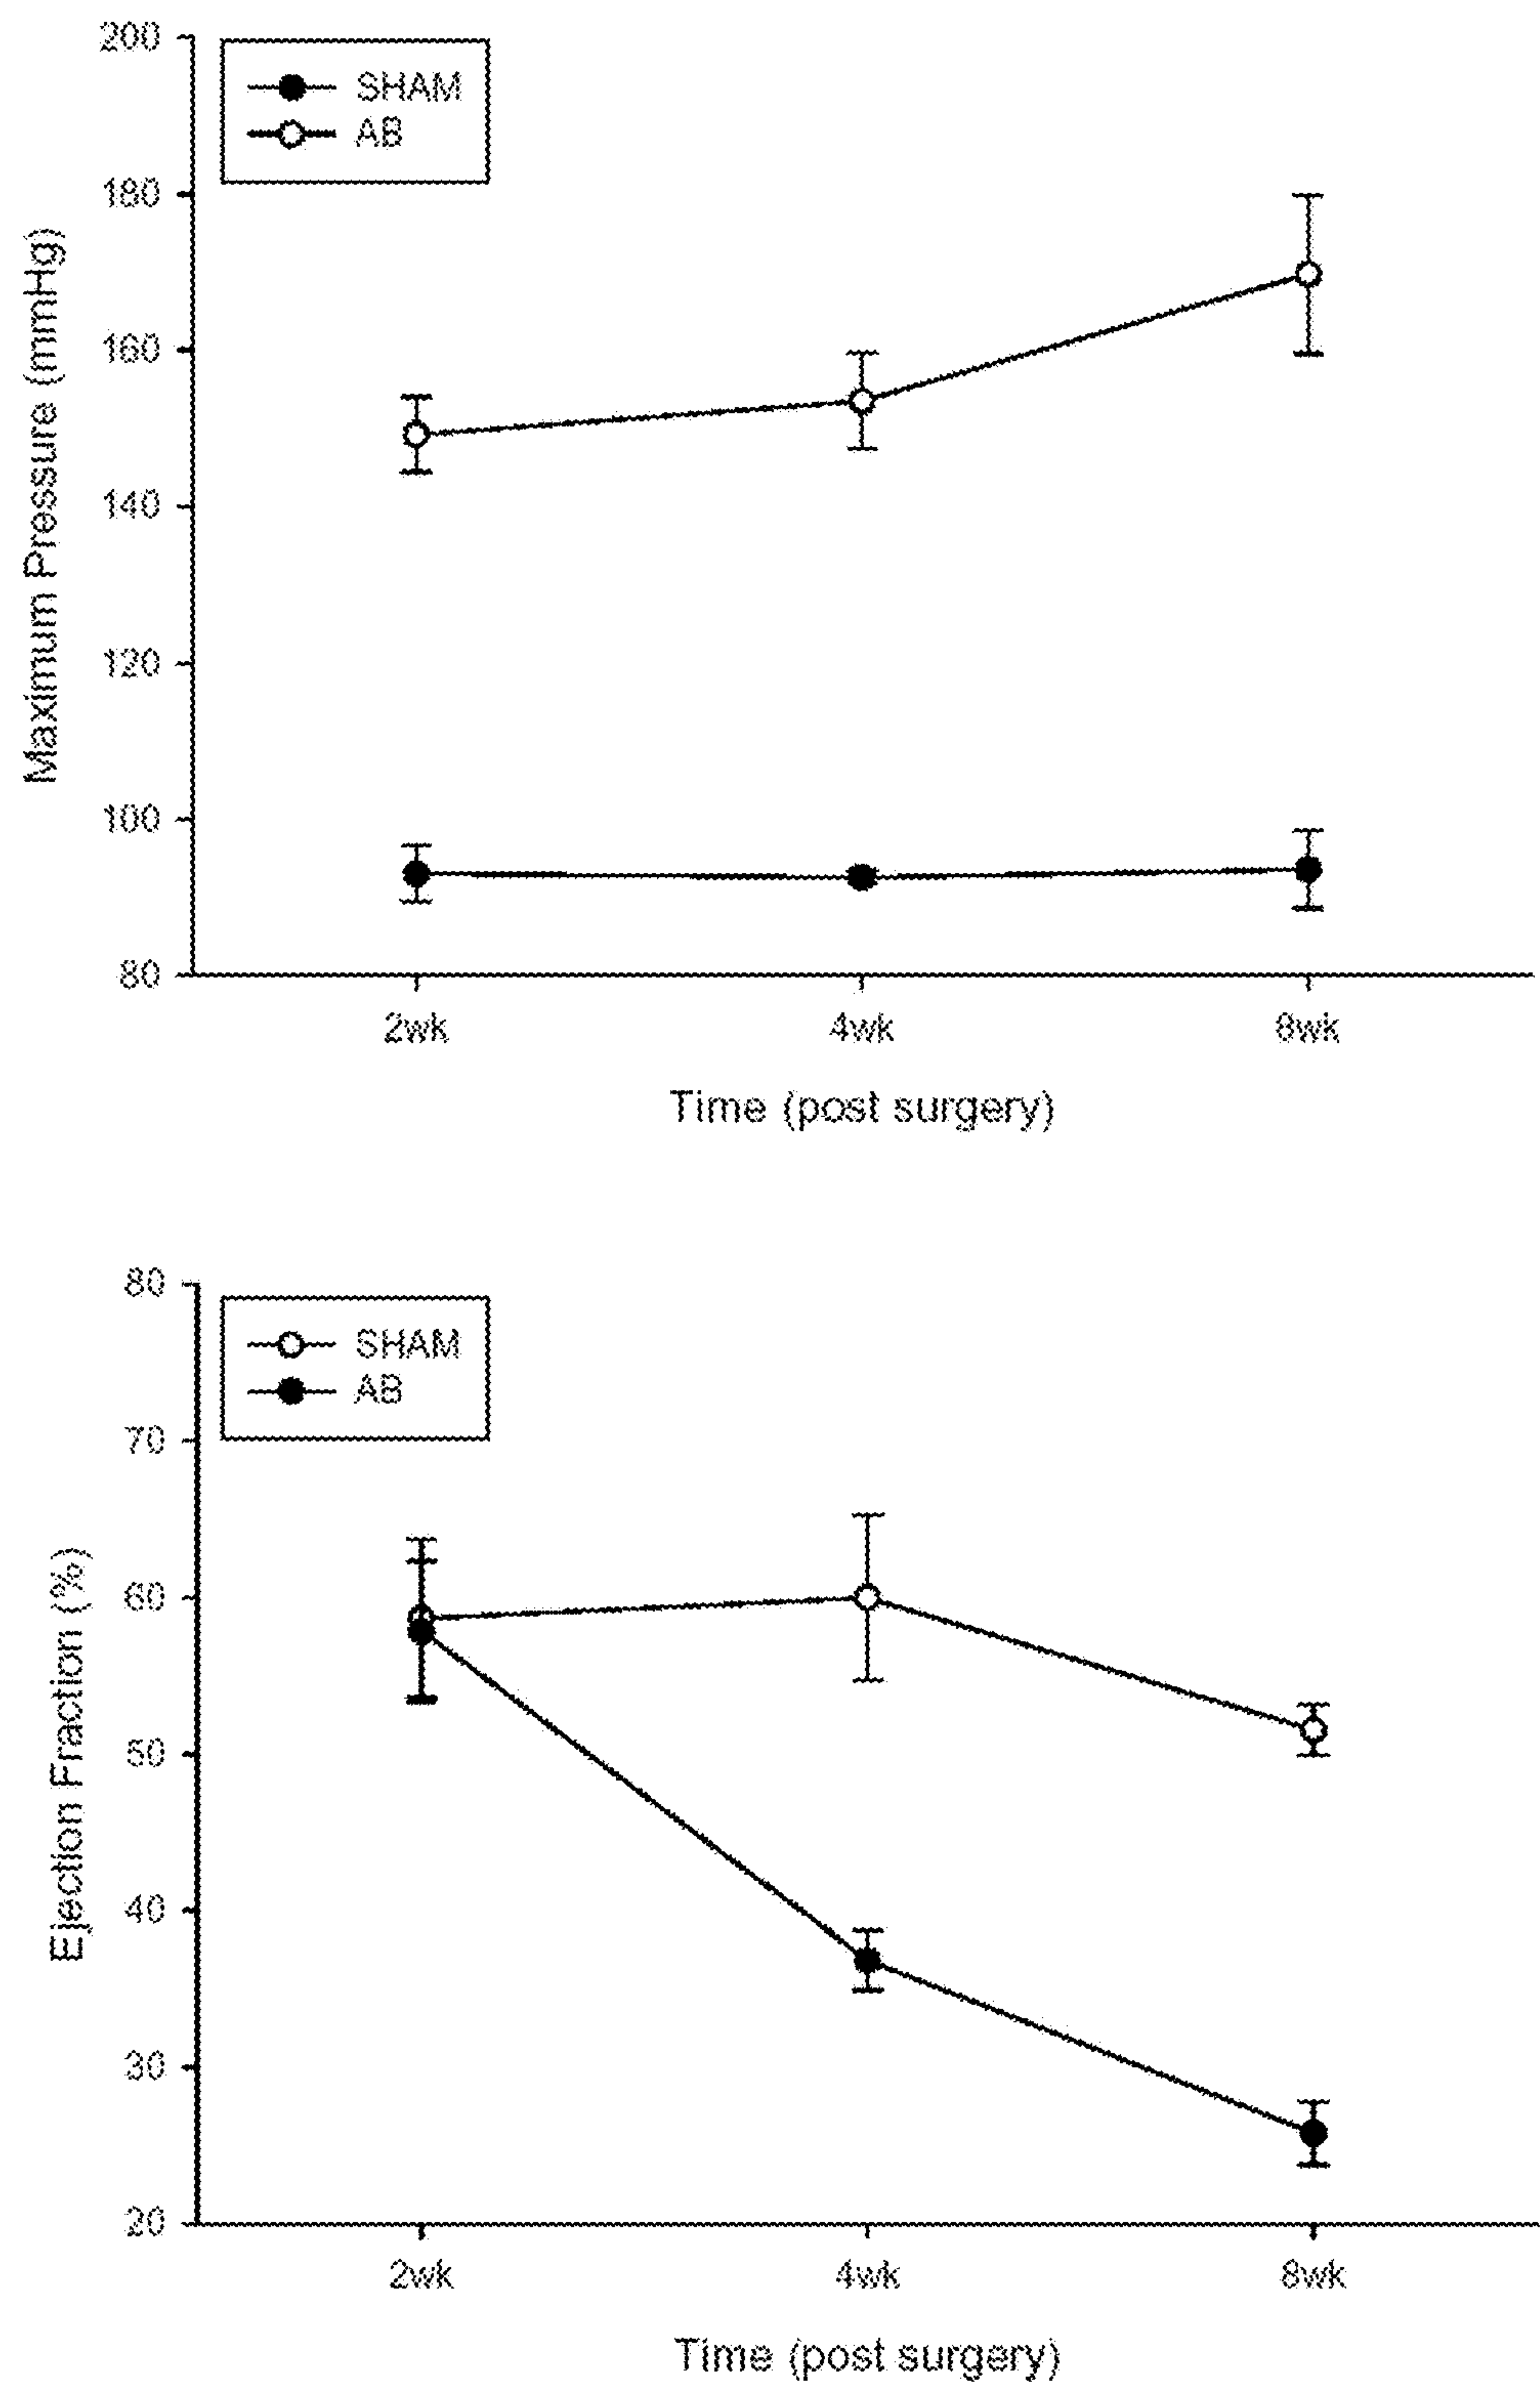 200
SHAM
AB
180
160
140
120
100
80
Maximum Pressure (mmHg)
2wk 4wk 8wk
Time (post surgery)
80
SHAM
AB
70
60
50
40
30
20
Ejection Fraction (%)
2wk 4wk 8wk
Time (post surgery)